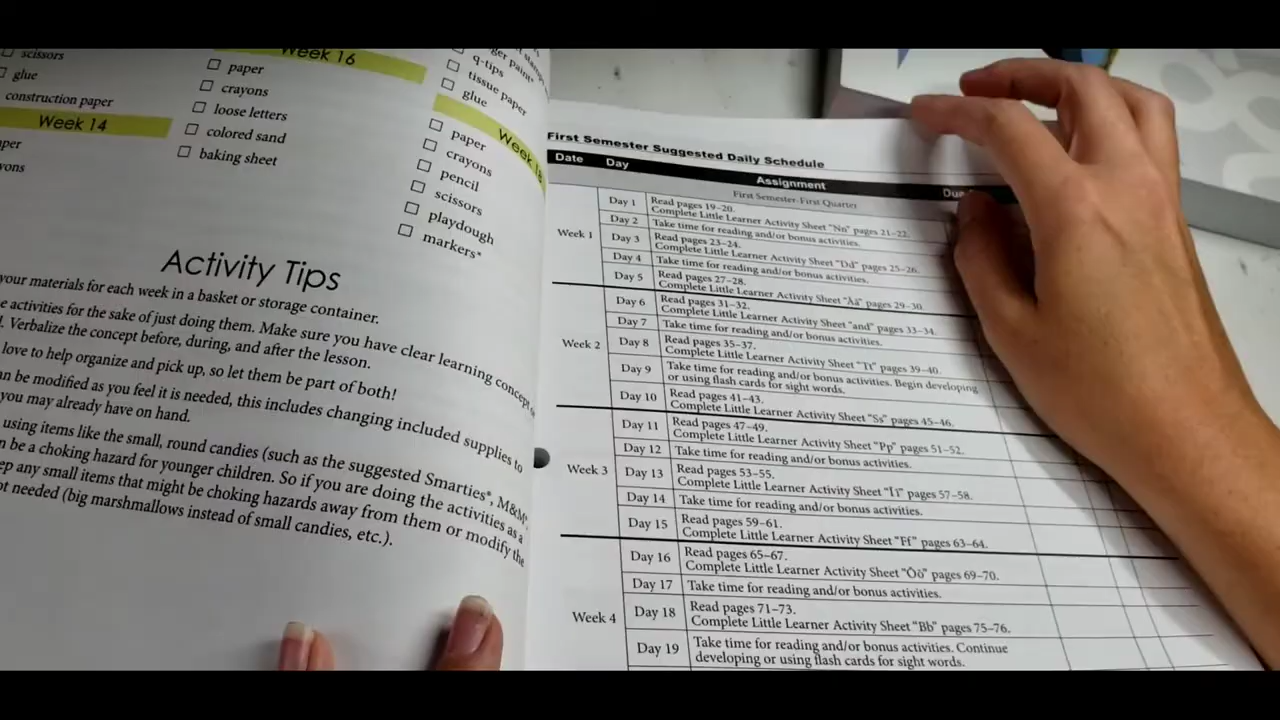 scissors
glue
construction paper
Week 14
Week 16
paper
crayons
loose letters
colored sand
baking sheet
q-tips
tissue paper
glue
Week
paper
crayons
pencil
scissors
playdough
markers*
Activity Tips
your materials for each week in a basket or storage container.
activities for the sake of just doing them. Make sure you have clear learning
Verbalize the concept before, during, and after the lesson.
love to help organize and pick up, so let them be part of both!
be modified as you feel it is needed, this includes changing included supplies to
you may already have on hand.
using items like the small, round candies (such as the suggested Smarties®, M&M
be a choking hazard for younger children. So if you are doing the activities as a
any small items that might be choking hazards away from them or modify the
needed (big marshmallows instead of small candies, etc.).
First Semester Suggested Daily Schedule
Date Day Assignment
First Semester-First Quarter
Week 1
Day 1 Read pages 19–20.
Complete Little Learner Activity Sheet "Nn" pages 21–22.
Day 2 Take time for reading and/or bonus activities.
Day 3 Read pages 23–24.
Complete Little Learner Activity Sheet "Dd" pages 25–26.
Day 4 Take time for reading and/or bonus activities.
Day 5 Read pages 27–28.
Complete Little Learner Activity Sheet "Ăă" pages 29–30.
Week 2
Day 6 Read pages 31–32.
Complete Little Learner Activity Sheet "and" pages 33–34.
Day 7 Take time for reading and/or bonus activities.
Day 8 Read pages 35–37.
Complete Little Learner Activity Sheet "Tt" pages 39–40.
Day 9 Take time for reading and/or bonus activities. Begin developing
or using flash cards for sight words.
Day 10 Read pages 41–43.
Complete Little Learner Activity Sheet "Ss" pages 45–46.
Week 3
Day 11 Read pages 47–49.
Complete Little Learner Activity Sheet "Pp" pages 51–52.
Day 12 Take time for reading and/or bonus activities.
Day 13 Read pages 53–55.
Complete Little Learner Activity Sheet "Ĭĭ" pages 57–58.
Day 14 Take time for reading and/or bonus activities.
Day 15 Read pages 59–61.
Complete Little Learner Activity Sheet "Ff" pages 63–64.
Week 4
Day 16 Read pages 65–67.
Complete Little Learner Activity Sheet "Ŏŏ" pages 69–70.
Day 17 Take time for reading and/or bonus activities.
Day 18 Read pages 71–73.
Complete Little Learner Activity Sheet "Bb" pages 75–76.
Day 19 Take time for reading and/or bonus activities. Continue
developing or using flash cards for sight words.